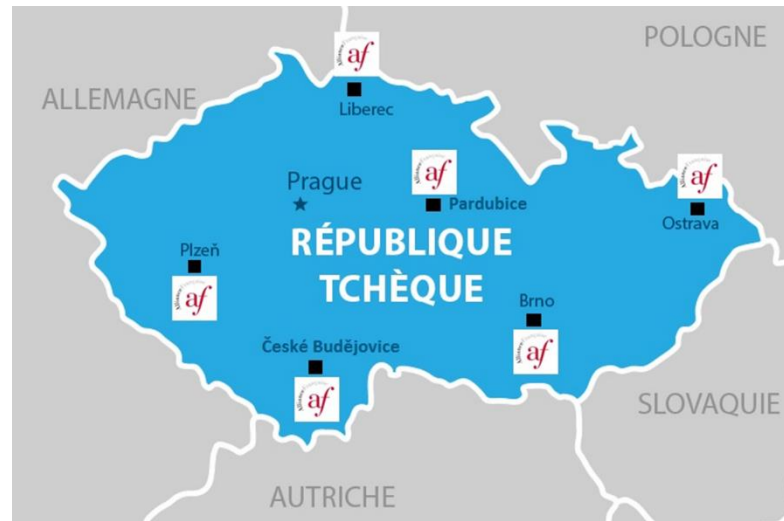 POLOGNE
af
ALLEMAGNE
Liberec
af
af
Prague
Pardubice
Ostrava
RÉPUBLIQUE
TCHÈQUE
Plzeň
af
Brno
af
České Budějovice
af
SLOVAQUIE
AUTRICHE